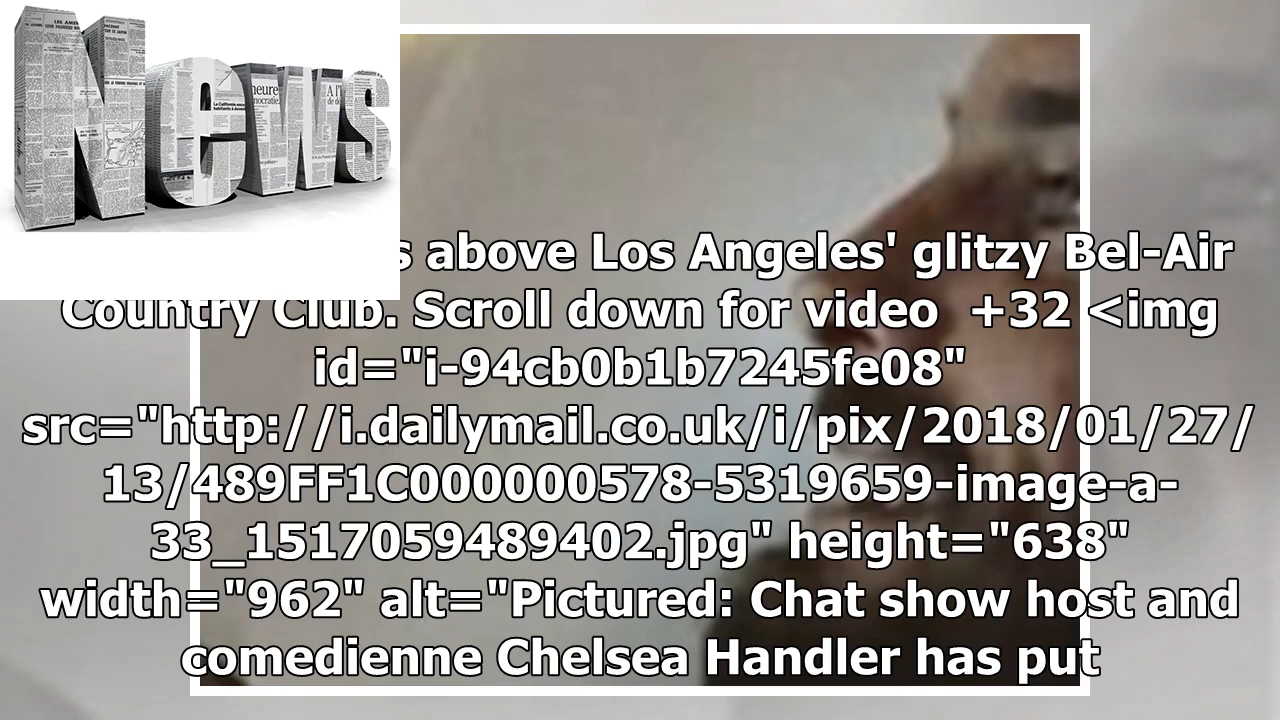 News
s above Los Angeles' glitzy Bel-Air
Country Club. Scroll down for video +32 <img
id="i-94cb0b1b7245fe08"
src="http://i.dailymail.co.uk/i/pix/2018/01/27/
13/489FF1C000000578-5319659-image-a-
33_1517059489402.jpg" height="638"
width="962" alt="Pictured: Chat show host and
comedienne Chelsea Handler has put